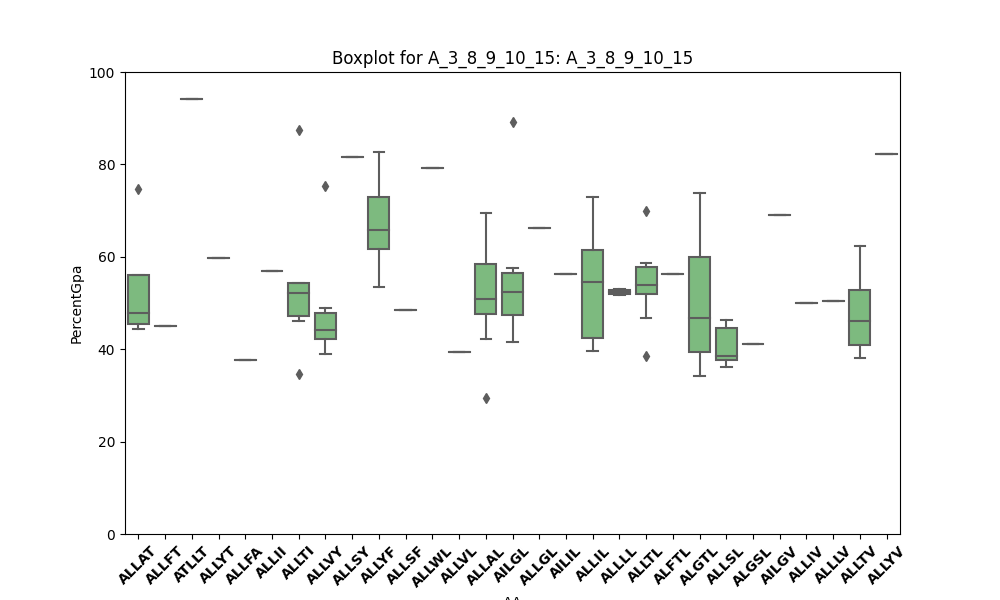 Boxplot for A_3_8_9_10_15: A_3_8_9_10_15
100
80
60
40
20
0
PercentGpa
ALLAT
ALLFT
ATLLT
ALLYT
ALLFA
ALLII
ALLTI
ALLVY
ALLSY
ALLYF
ALLSF
ALLWL
ALLVL
ALLAL
AILGL
ALLGL
AILIL
ALLIL
ALLLL
ALLTL
ALFTL
ALGTL
ALLSL
ALGSL
AILGV
ALLIV
ALLLV
ALLTV
ALLYV